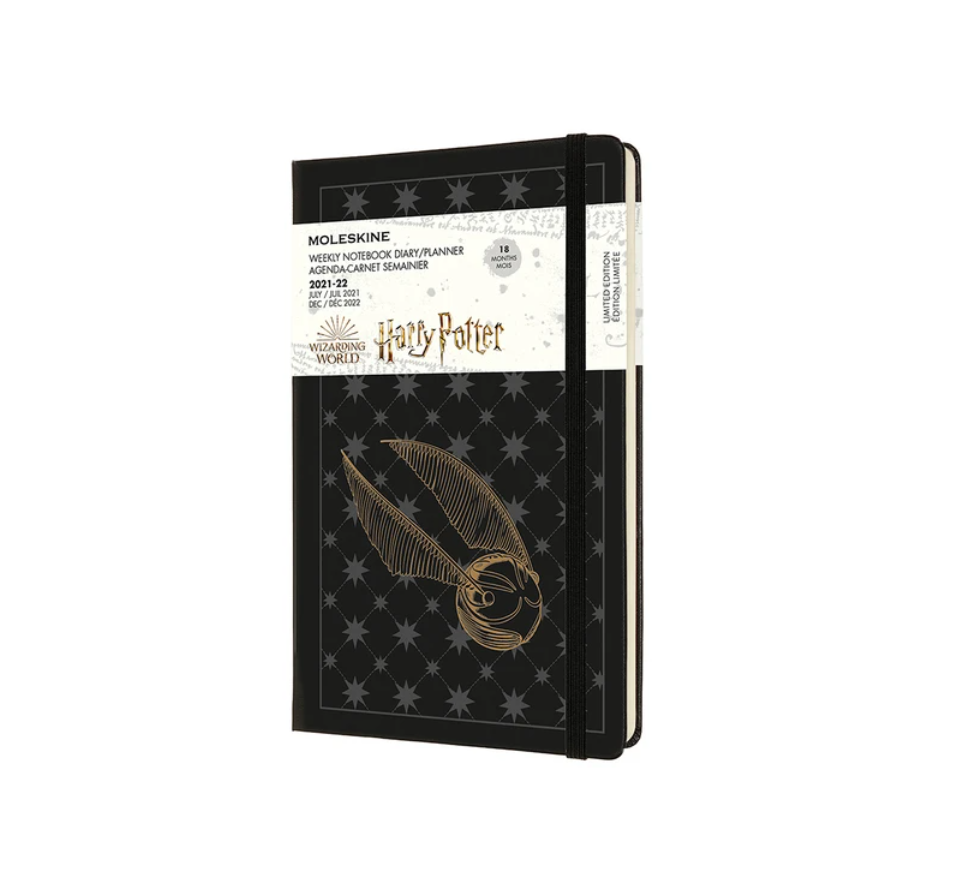 MOLESKINE
WEEKLY NOTEBOOK DIARY/PLANNER
AGENDA-CARNET SEMAINIER
2021-22
JULY / JUIL 2021
DEC / DÉC 2022
18
MONTHS
MOIS
WIZARDING
WORLD
Harry Potter
LIMITED EDITION
ÉDITION LIMITÉE